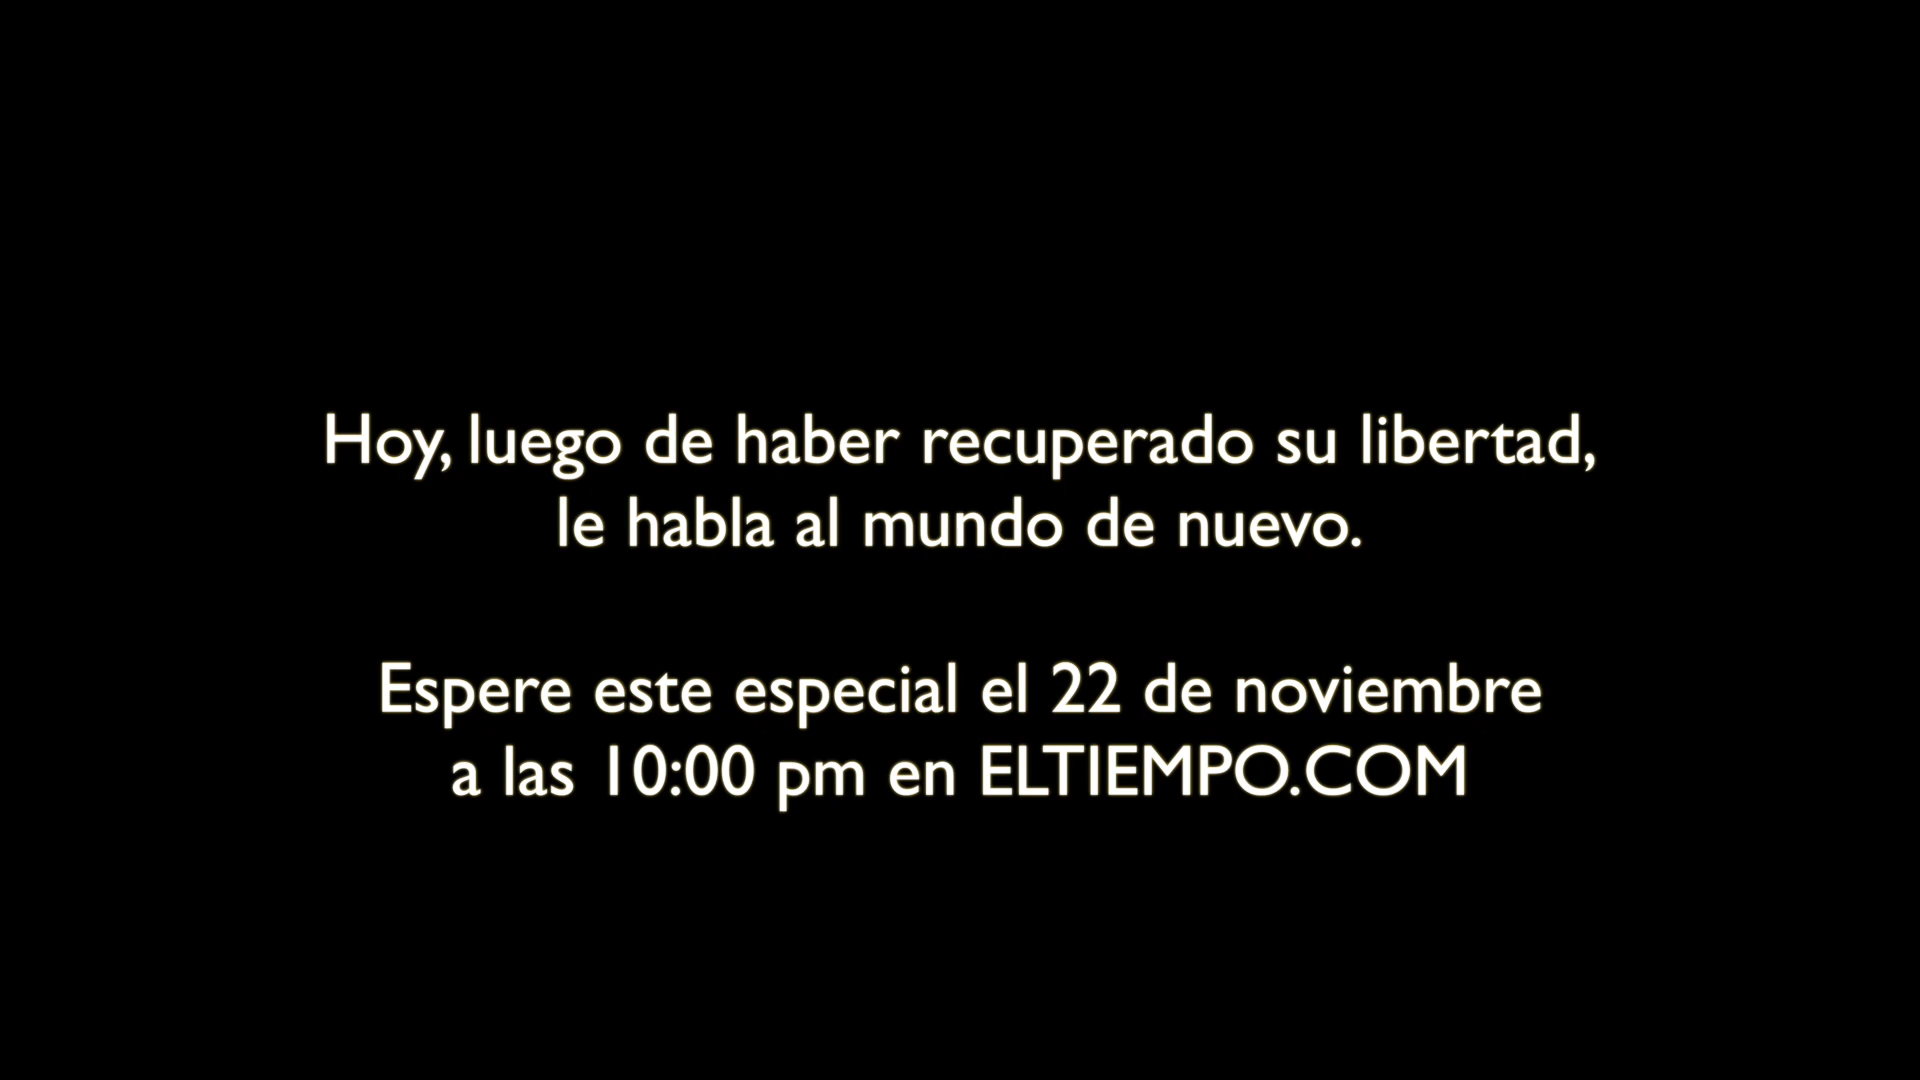 Hoy, luego de haber recuperado su libertad,
le habla al mundo de nuevo.
Espere este especial el 22 de noviembre
a las 10:00 pm en ELTIEMPO.COM